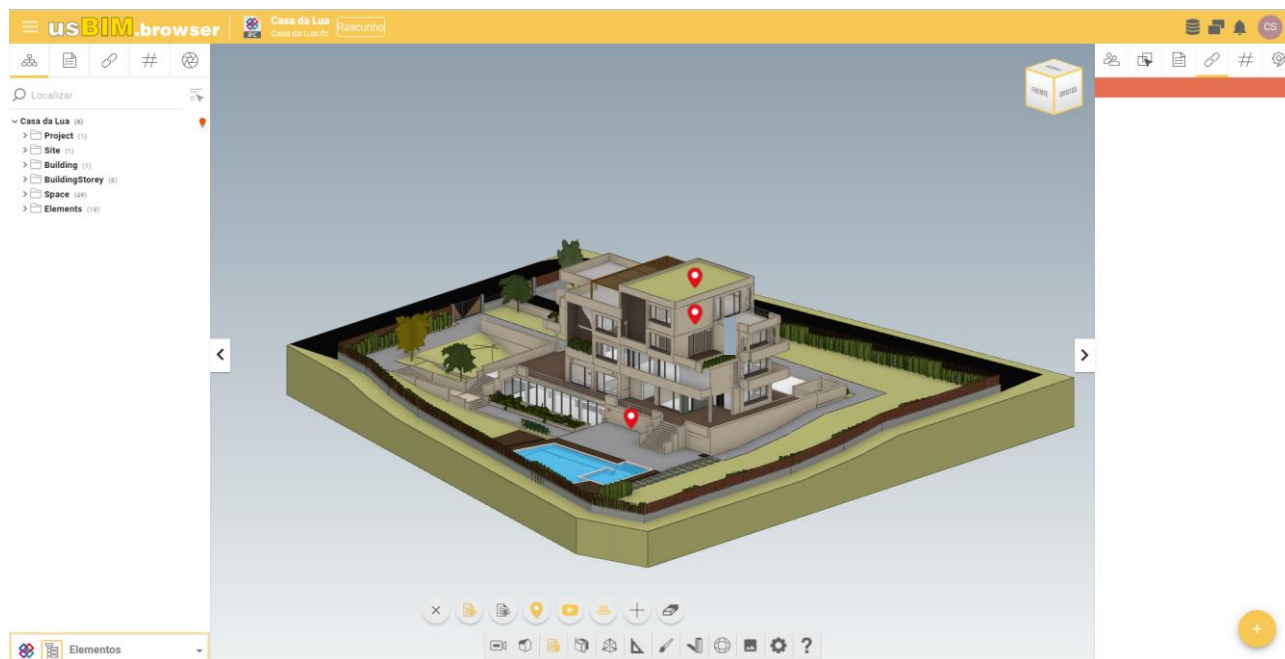 usBIM.browser
IFC
Casa da Lua
Casa da Lua.ifc
Rascunho
CS
Localizar
Casa da Lua (6)
Project (1)
Site (1)
Building (1)
BuildingStorey (8)
Space (49)
Elements (19)
FRENTE
DIREITA
Elementos